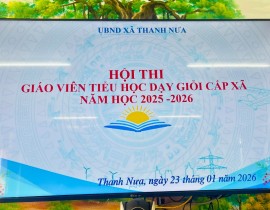 UBND XÃ THANH NƯA
HỘI THI
GIÁO VIÊN TIỂU HỌC DẠY GIỎI CẤP XÃ
NĂM HỌC 2025 -2026
Thanh Nưa, ngày 23 tháng 01 năm 2026